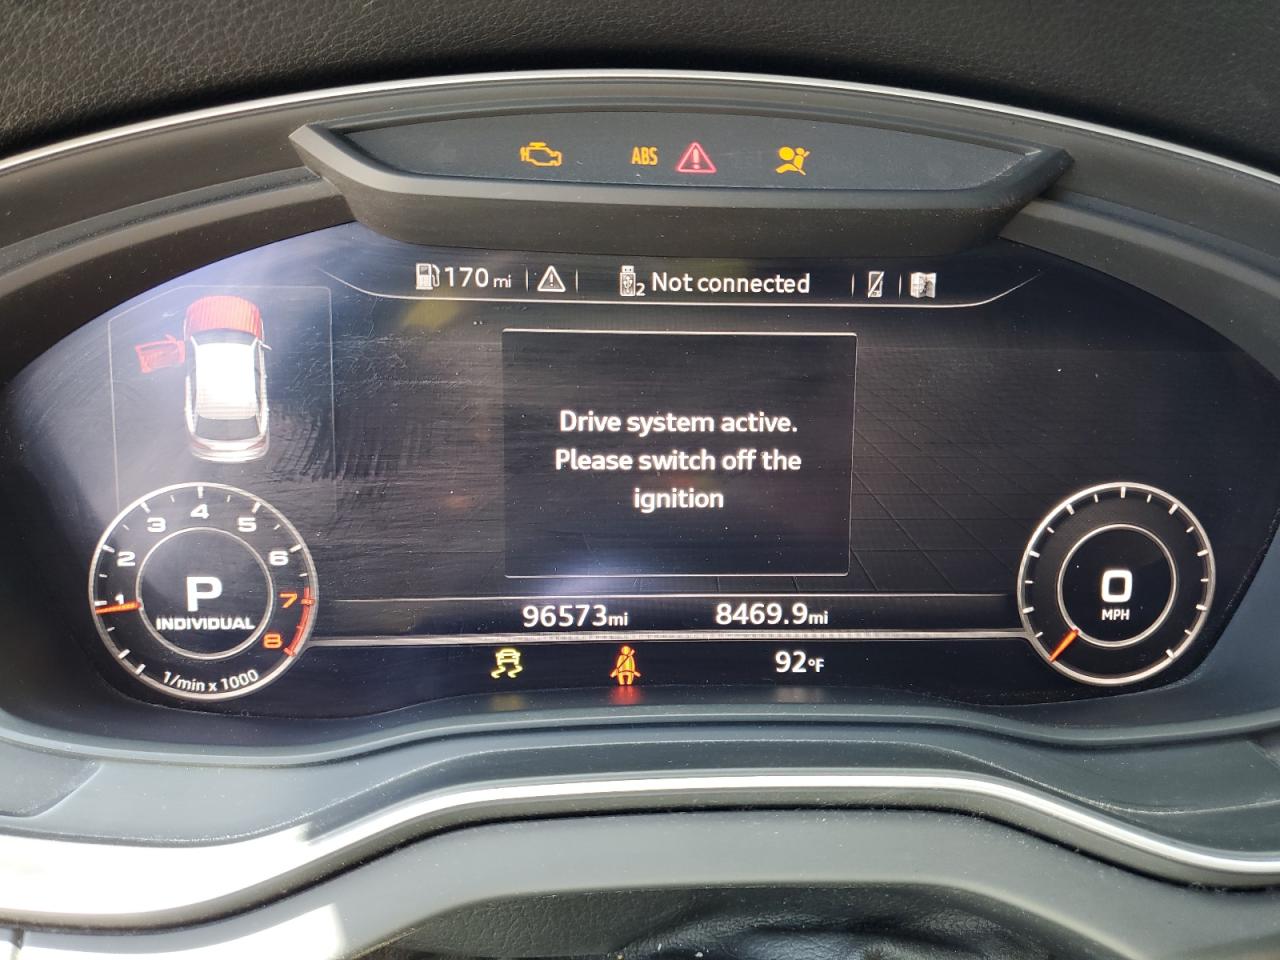 ABS
170 mi
2 Not connected
Drive system active.
Please switch off the
ignition
1 2 3 4 5 6 7 8
P
INDIVIDUAL
1/min x 1000
0
MPH
96573mi 8469.9mi
92°F